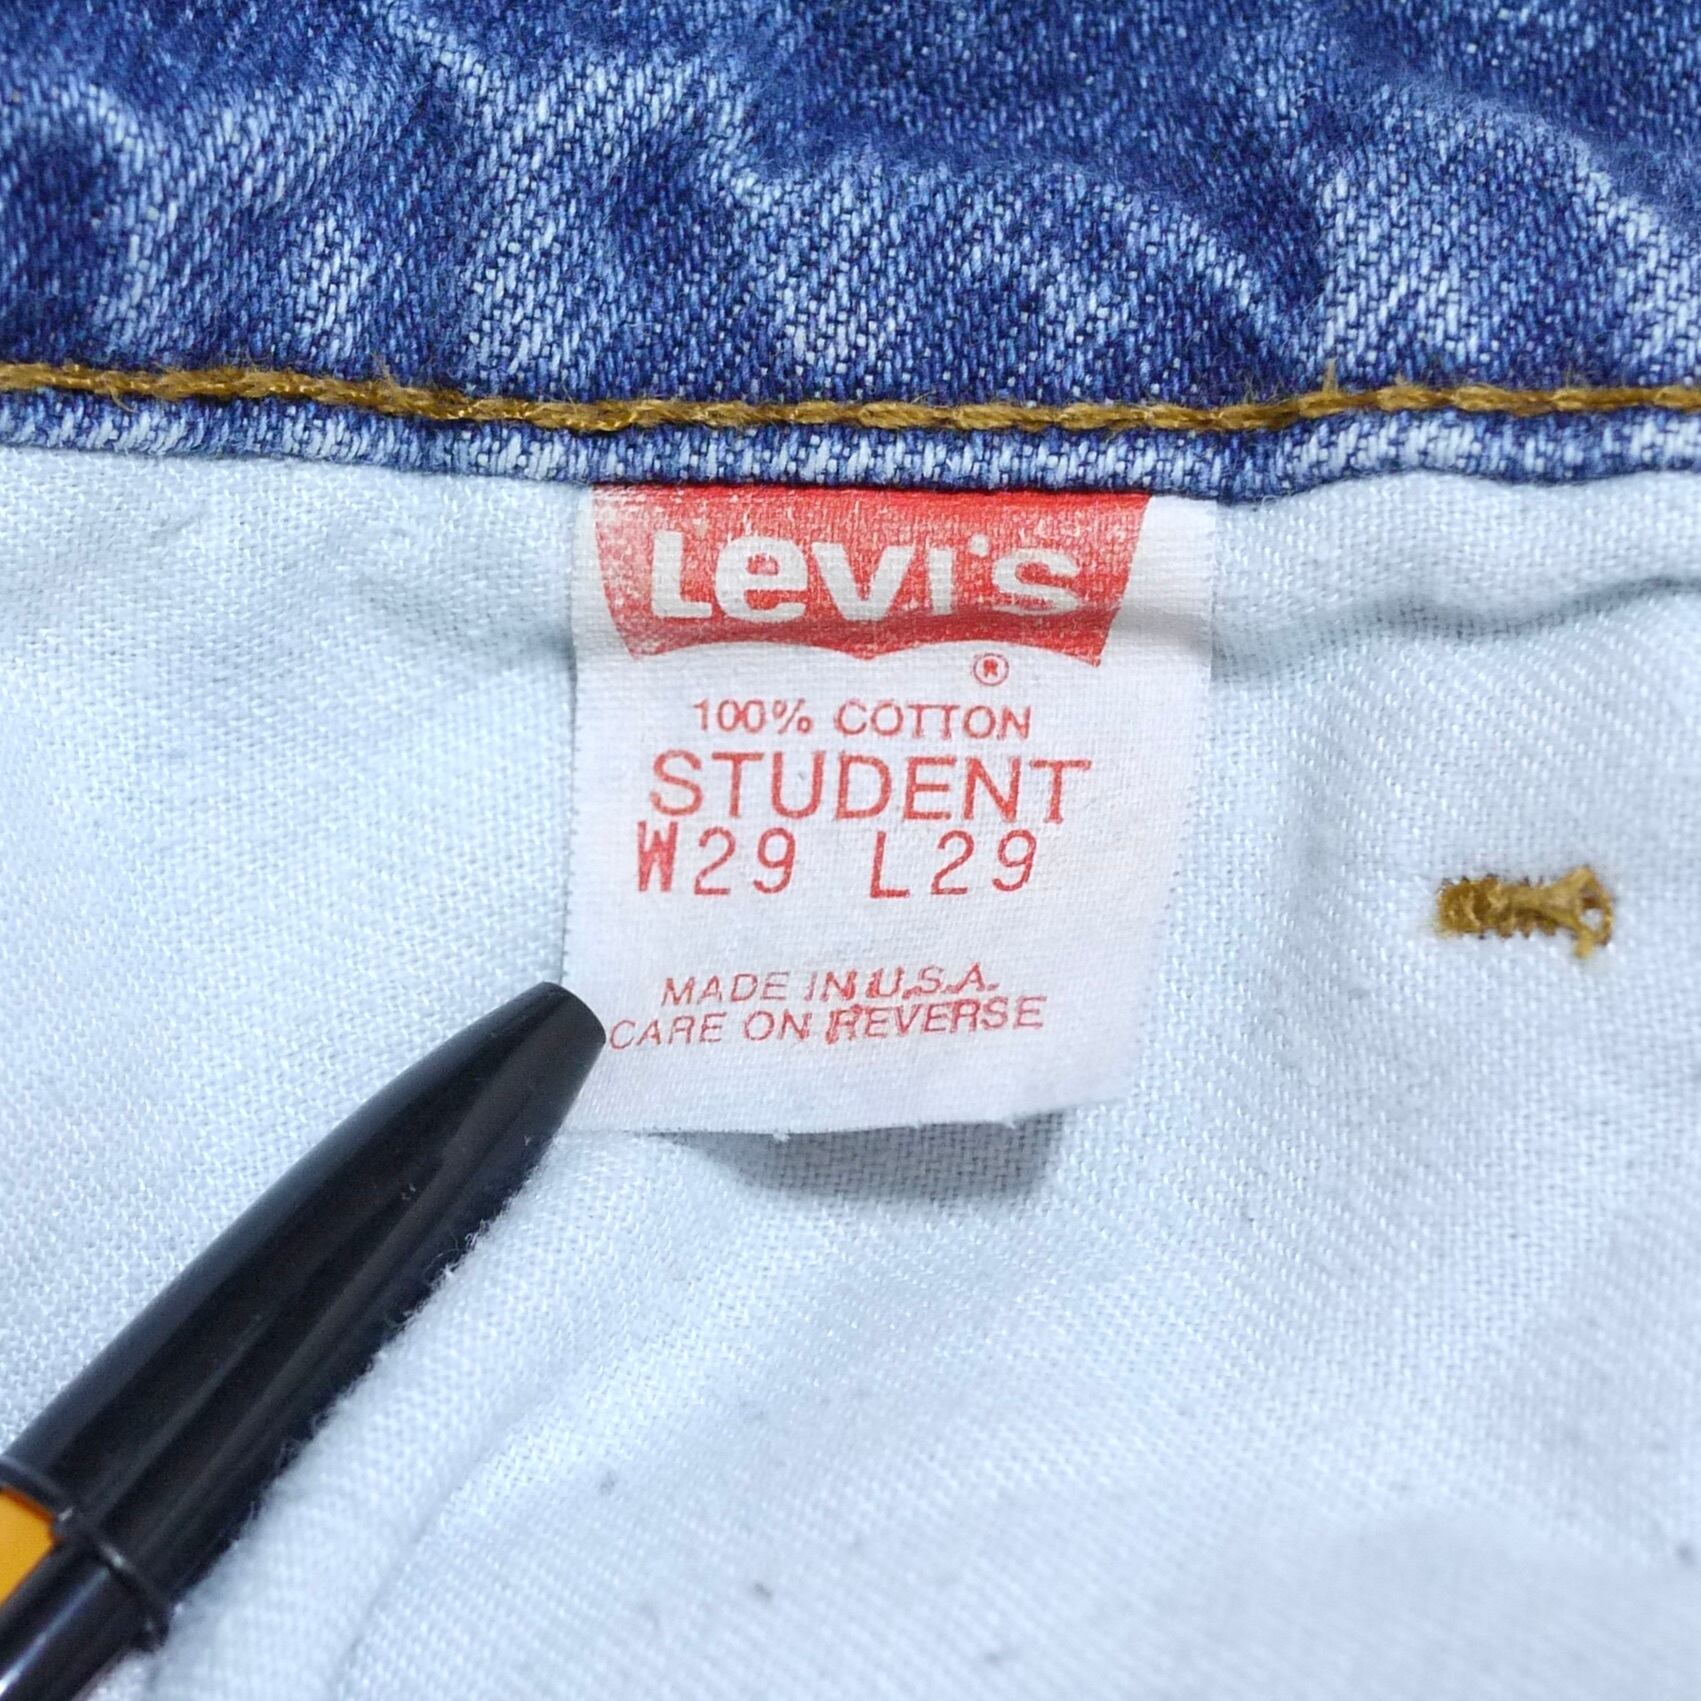 Levi's
®
100% COTTON
STUDENT
W29 L29
MADE IN U.S.A.
CARE ON REVERSE